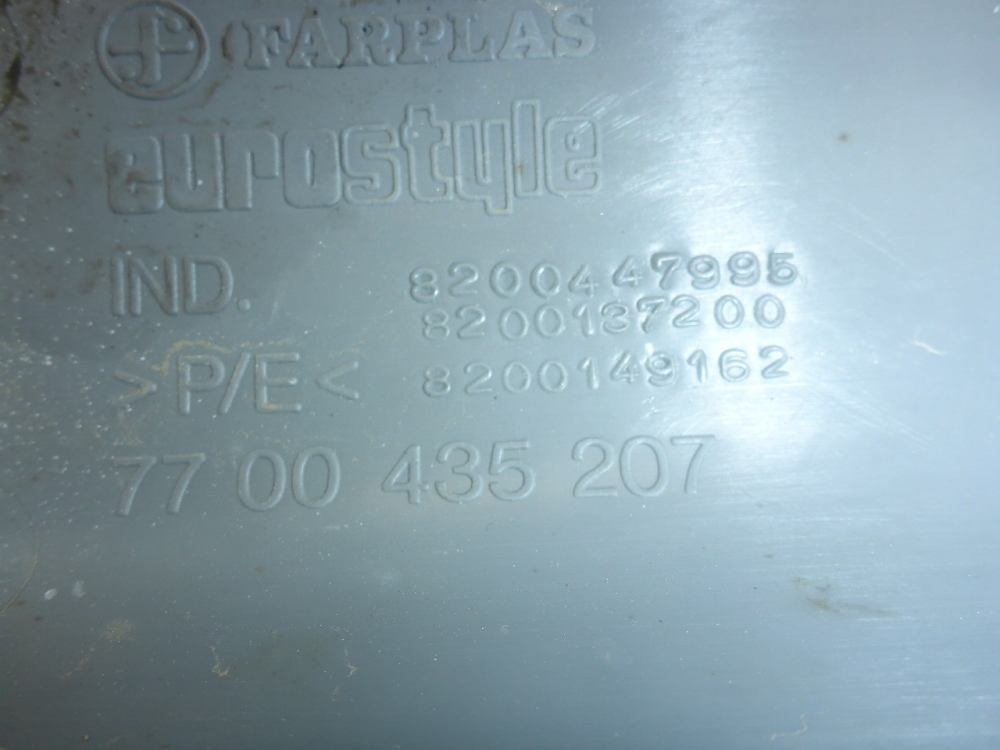 FARPLAS
eurostyle
IND. 8200447995
8200137200
>P/E< 8200149162
77 00 435 207